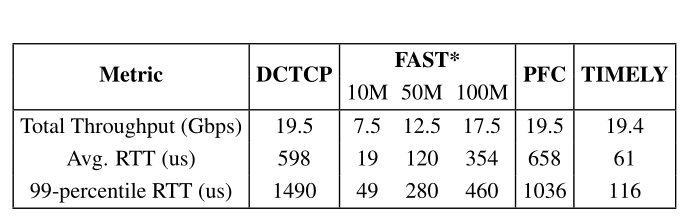 Metric DCTCP FAST* PFC TIMELY
10M 50M 100M
Total Throughput (Gbps) 19.5 7.5 12.5 17.5 19.5 19.4
Avg. RTT (us) 598 19 120 354 658 61
99-percentile RTT (us) 1490 49 280 460 1036 116